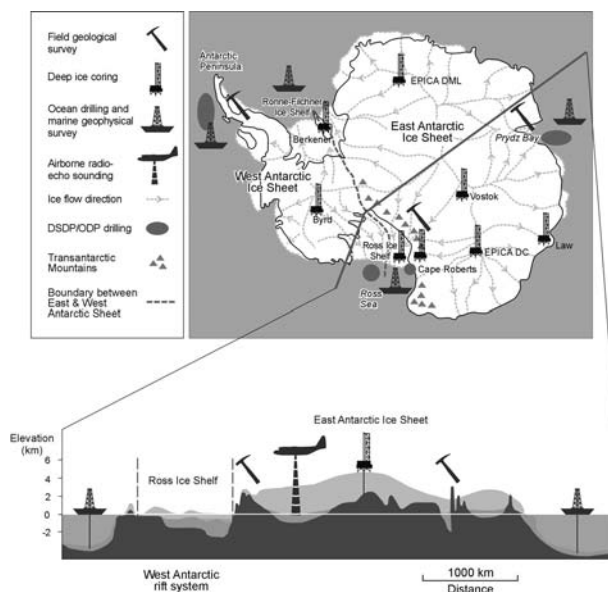 Field geological
survey
Deep ice coring
Ocean drilling and
marine geophysical
survey
Airborne radio-
echo sounding
Ice flow direction
DSDP/ODP drilling
Transantarctic
Mountains
Boundary between
East & West
Antarctic Sheet
Antarctic
Peninsula
Ronne-Filchner
Ice Shelf
Berkener
EPICA DML
East Antarctic
Ice Sheet
Prydz Bay
West Antarctic
Ice Sheet
Byrd
Vostok
Ross Ice
Shelf
Cape Roberts
EPICA DC
Law
Ross
Sea
East Antarctic Ice Sheet
Elevation
(km)
Ross Ice Shelf
6
4
2
0
-2
West Antarctic
rift system
1000 km
Distance